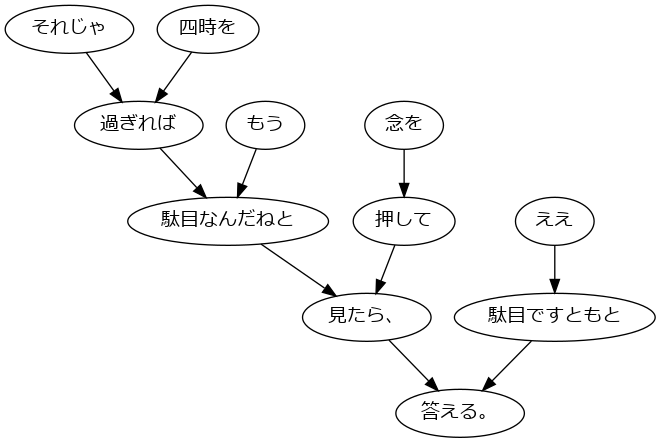 それじゃ 四時を
過ぎれば もう 念を
駄目なんだねと 押して ええ
見たら、 駄目ですともと
答える。